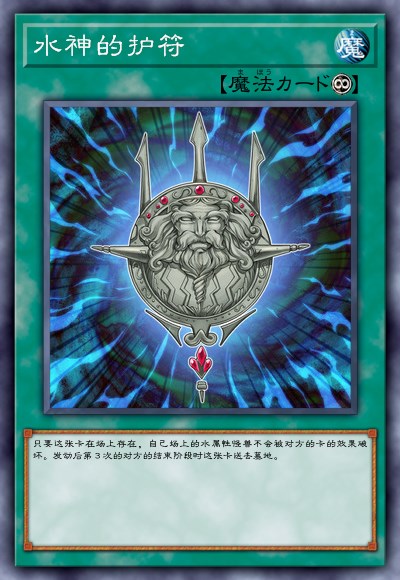 水神的护符
魔
【魔法カード♾】
ま ほう
只要这张卡在场上存在，自己场上的水属性怪兽不会被对方的卡的效果破
坏。发动后第３次的对方的结束阶段时这张卡送去墓地。